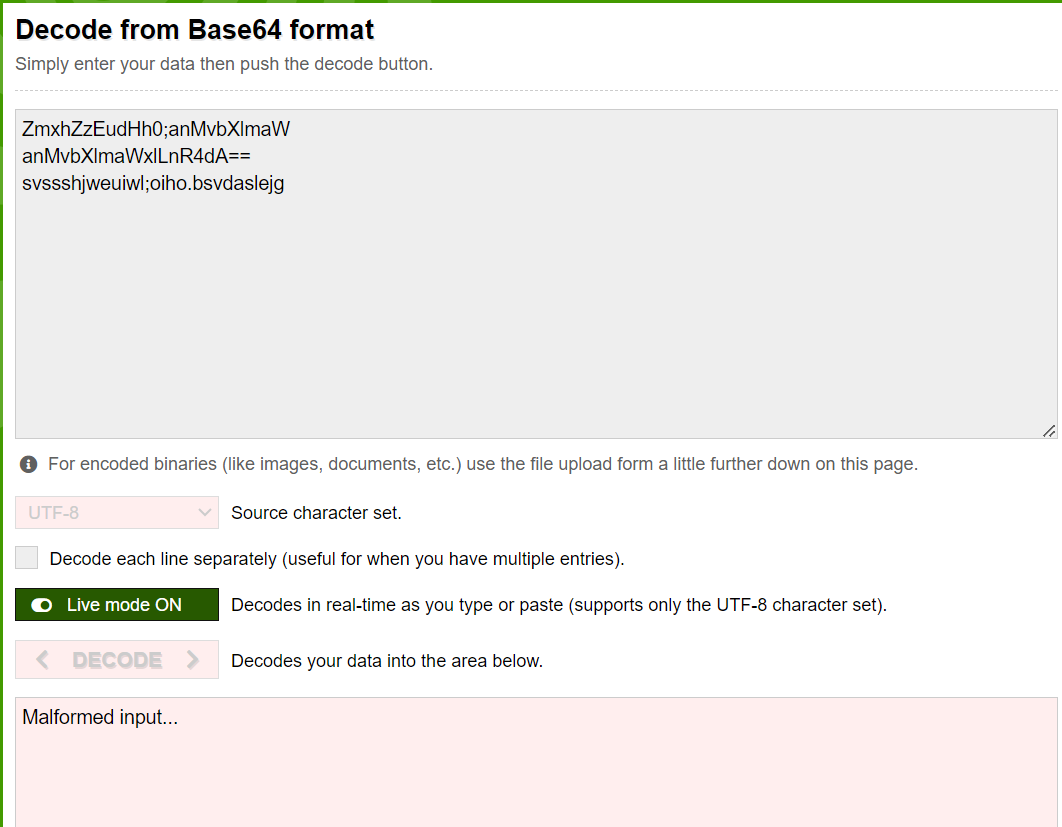 Decode from Base64 format
Simply enter your data then push the decode button.
ZmxhZzEudHh0;anMvbXlmaW
anMvbXlmaWxlLnR4dA==
svssshjweuiwl;oiho.bsvdaslejg
For encoded binaries (like images, documents, etc.) use the file upload form a little further down on this page.
UTF-8 Source character set.
Decode each line separately (useful for when you have multiple entries).
Live mode ON Decodes in real-time as you type or paste (supports only the UTF-8 character set).
DECODE Decodes your data into the area below.
Malformed input...